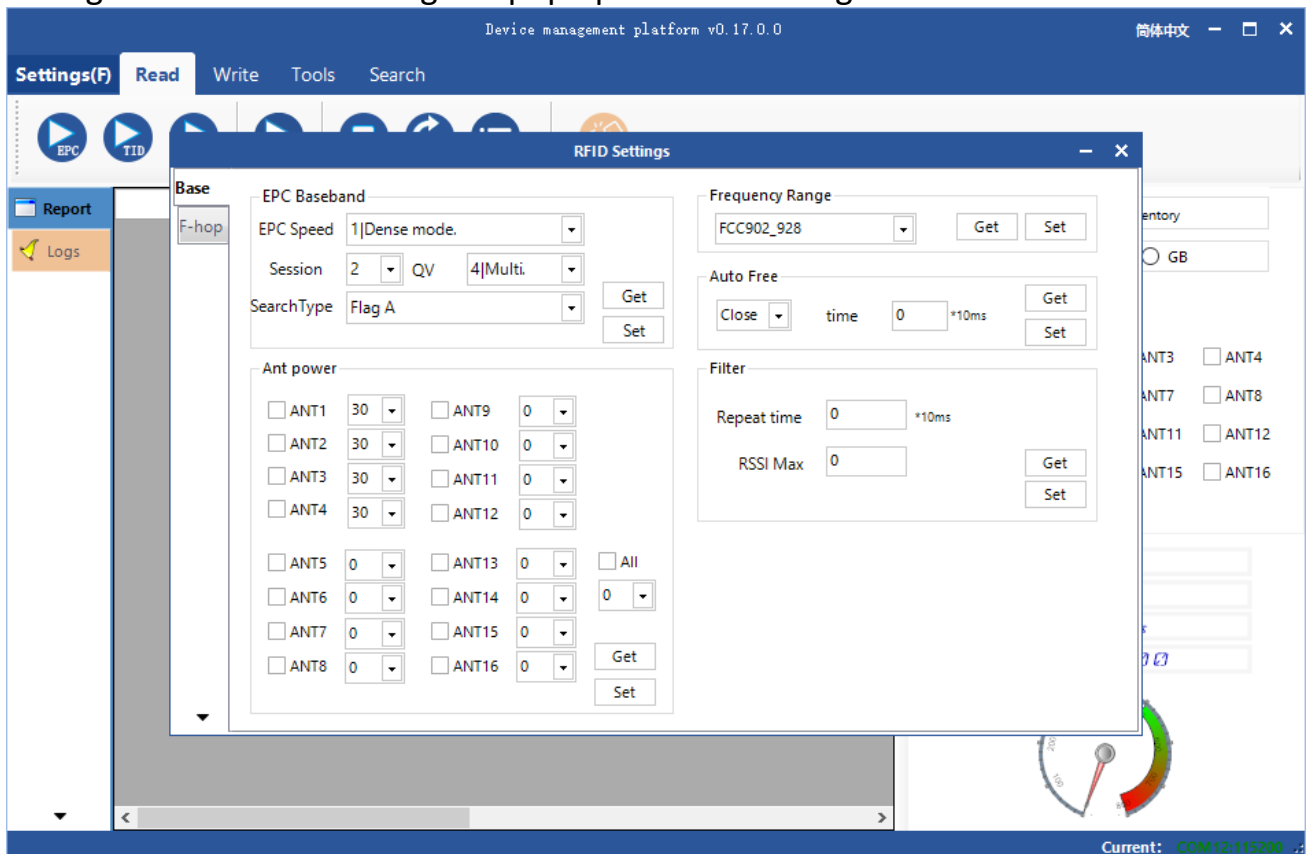 Device management platform v0.17.0.0 简体中文
Settings(F) Read Write Tools Search
EPC TID
RFID Settings
Report
Logs
Base
F-hop
EPC Baseband
EPC Speed 1|Dense mode.
Session 2 QV 4|Multi.
SearchType Flag A
Get
Set
Ant power
ANT1 30 ANT9 0
ANT2 30 ANT10 0
ANT3 30 ANT11 0
ANT4 30 ANT12 0
ANT5 0 ANT13 0 All
ANT6 0 ANT14 0 0
ANT7 0 ANT15 0
ANT8 0 ANT16 0
Get
Set
Frequency Range
FCC902_928 Get Set
Auto Free
Close time 0 *10ms
Get
Set
Filter
Repeat time 0 *10ms
RSSI Max 0
Get
Set
GB
ANT4
ANT8
ANT12
ANT16
200
100
Current: COM12:115200